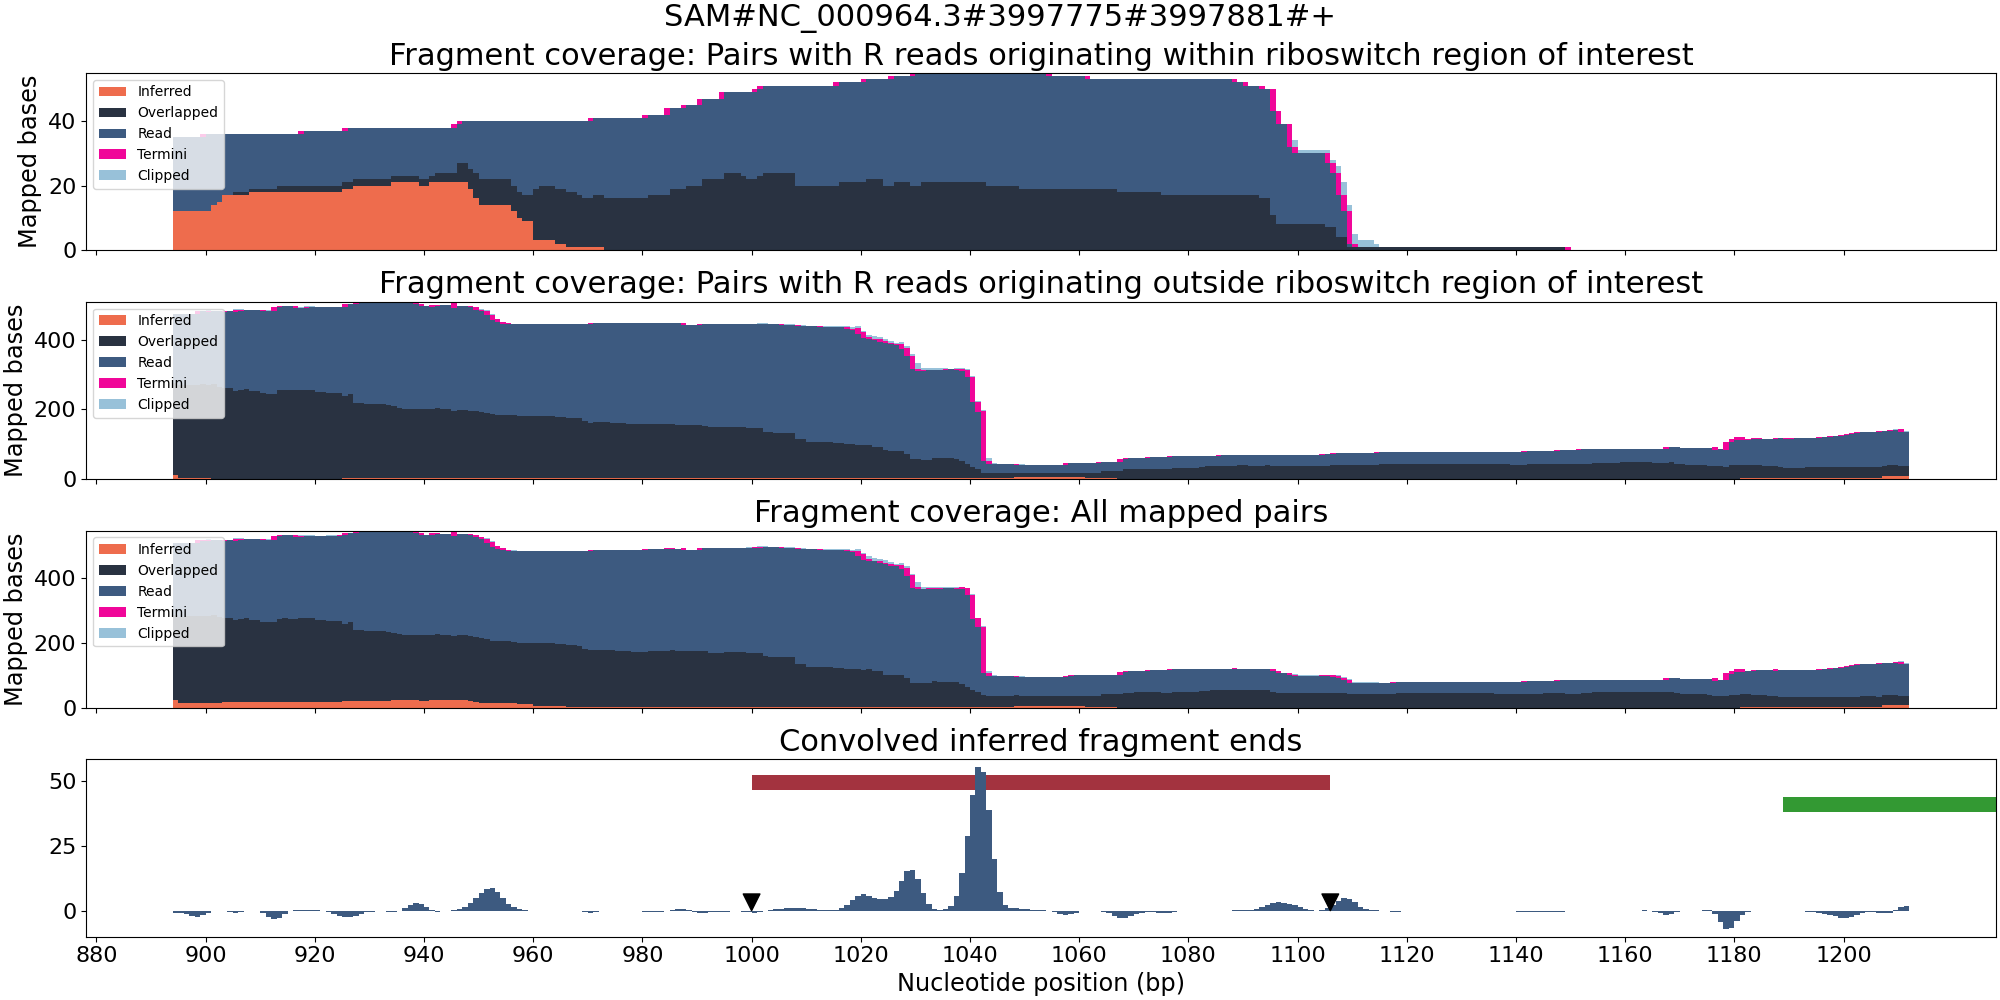 SAM#NC_000964.3#3997775#3997881#+
Fragment coverage: Pairs with R reads originating within riboswitch region of interest
Mapped bases
40
20
0
Inferred
Overlapped
Read
Termini
Clipped
Fragment coverage: Pairs with R reads originating outside riboswitch region of interest
Mapped bases
400
200
0
Inferred
Overlapped
Read
Termini
Clipped
Fragment coverage: All mapped pairs
Mapped bases
400
200
0
Inferred
Overlapped
Read
Termini
Clipped
Convolved inferred fragment ends
50
25
0
880 900 920 940 960 980 1000 1020 1040 1060 1080 1100 1120 1140 1160 1180 1200
Nucleotide position (bp)